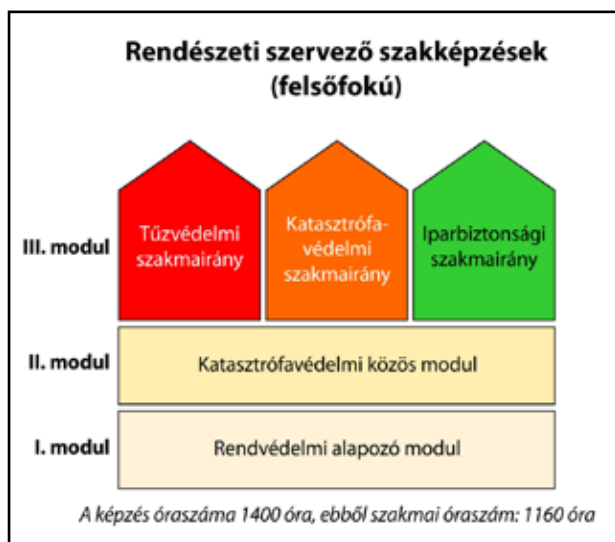 Rendészeti szervező szakképzések
(felsőfokú)
III. modul
Tűzvédelmi
szakmairány
Katasztrófa-
védelmi
szakmairány
Iparbiztonsági
szakmairány
II. modul
Katasztrófavédelmi közös modul
I. modul
Rendvédelmi alapozó modul
A képzés óraszáma 1400 óra, ebből szakmai óraszám: 1160 óra